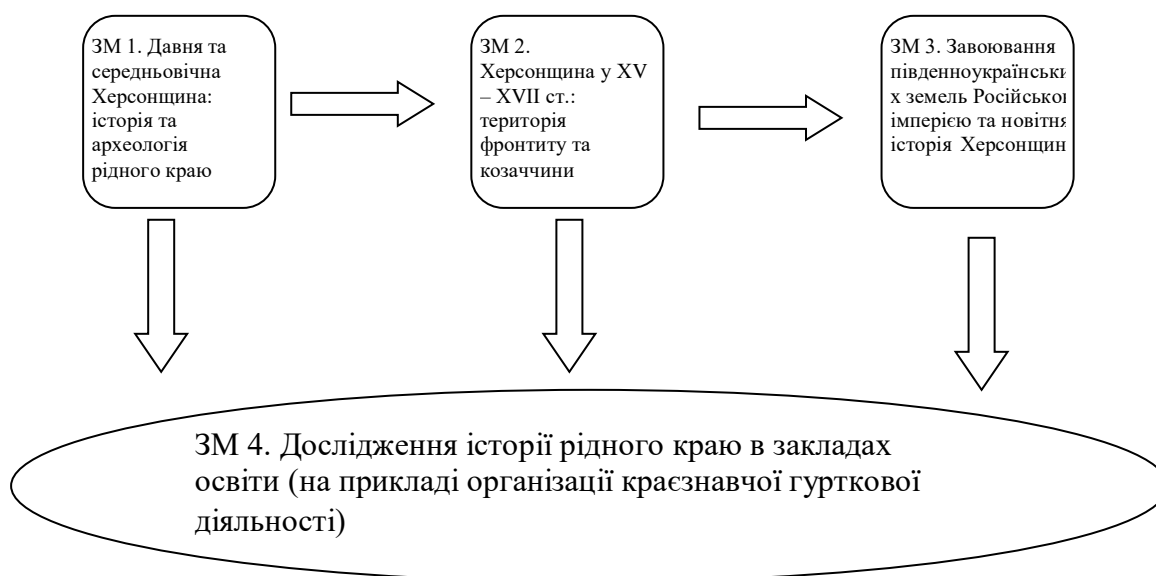 ЗМ 1. Давня та
середньовічна
Херсонщина:
історія та
археологія
рідного краю
ЗМ 2.
Херсонщина у XV
– XVII ст.:
територія
фронтиту та
козаччини
ЗМ 3. Завоювання
південноукраїнськи
х земель Російсько
імперією та новітня
історія Херсонщин
ЗМ 4. Дослідження історії рідного краю в закладах
освіти (на прикладі організації краєзнавчої гурткової
діяльності)